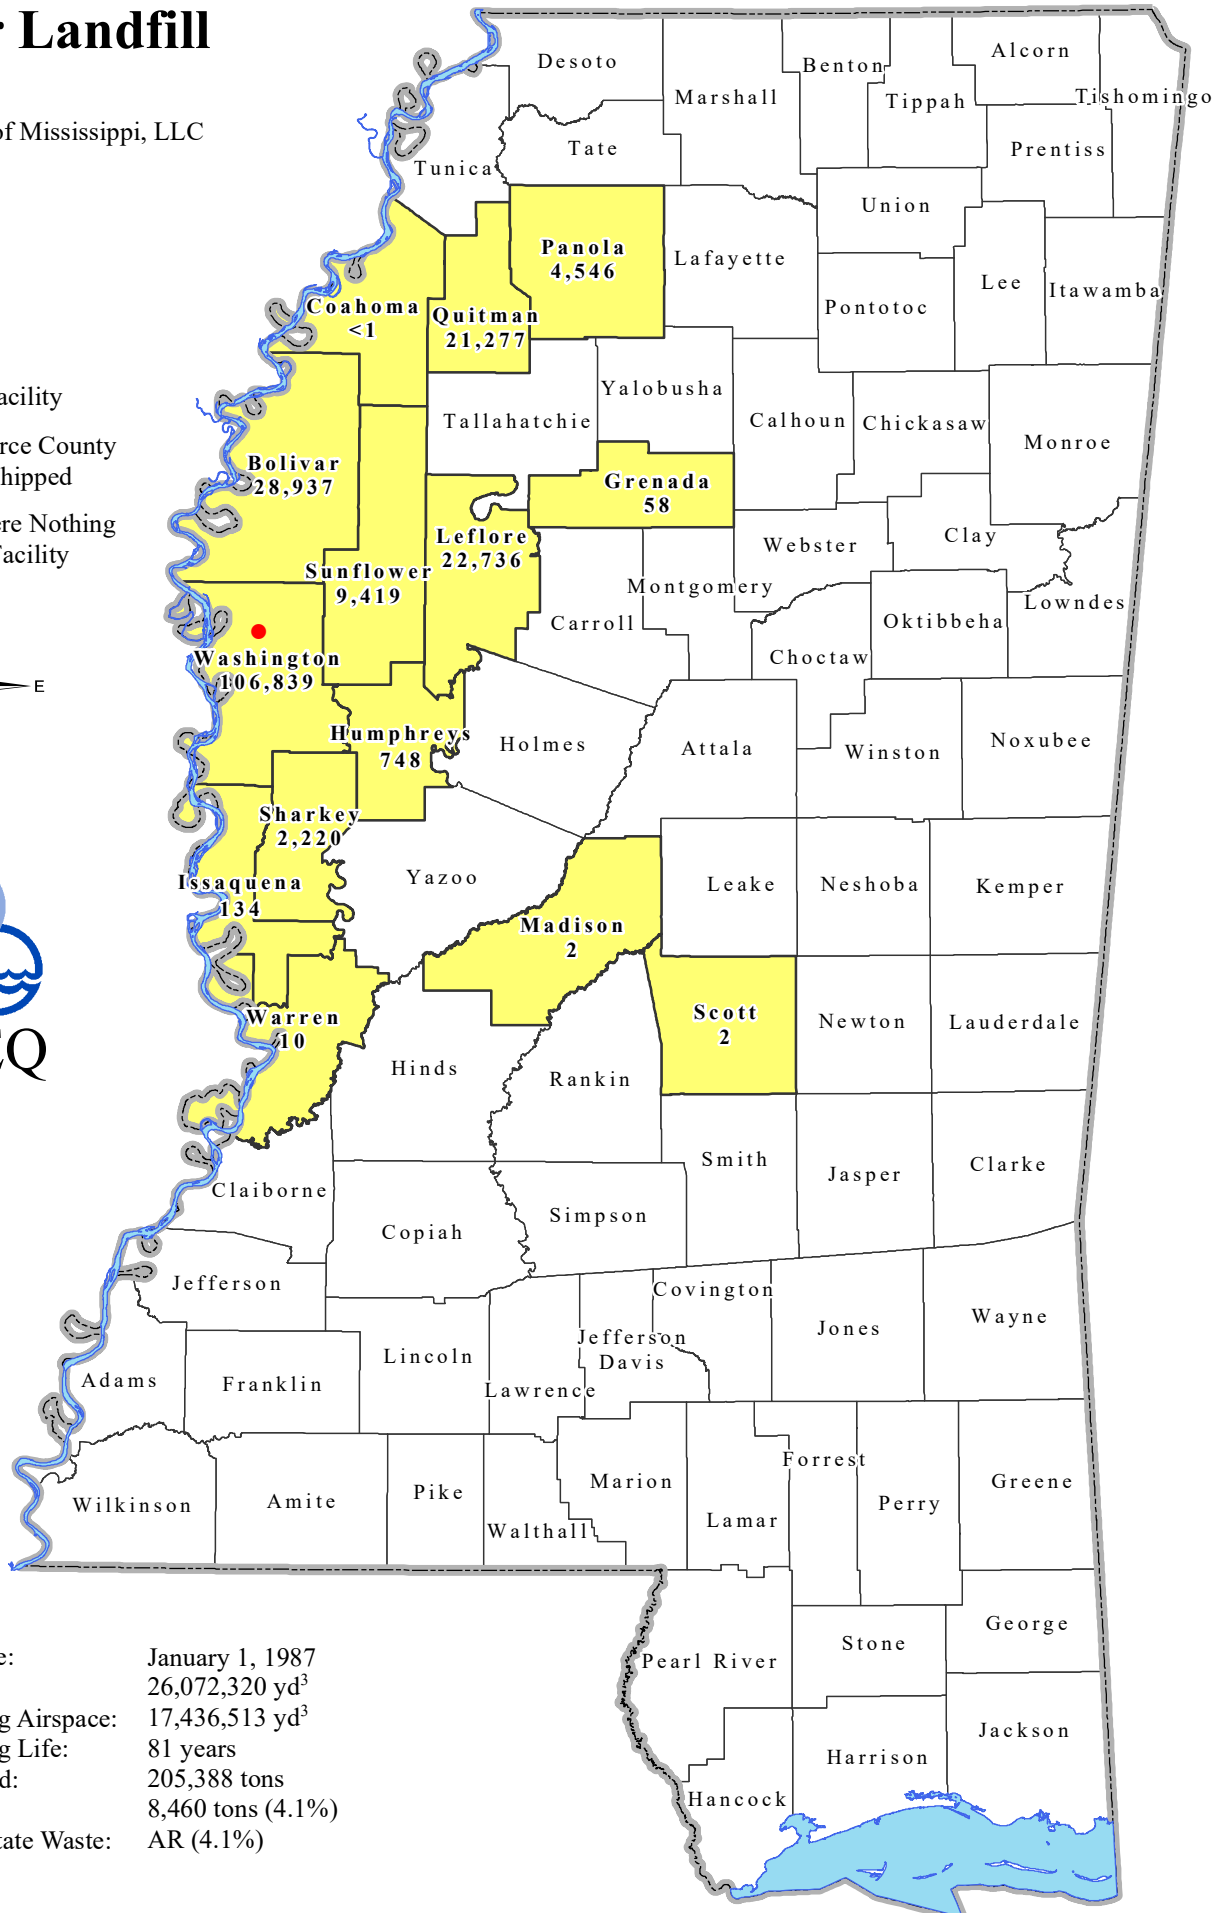 r Landfill
of Mississippi, LLC
acility
rce County
hipped
ere Nothing
Facility
E
CQ
Desoto
Marshall
Benton
Tippah
Alcorn
Tishomingo
Tunica
Tate
Prentiss
Union
Panola
4,546
Lafayette
Pontotoc
Lee
Itawamba
Coahoma
<1
Quitman
21,277
Tallahatchie
Yalobusha
Calhoun
Chickasaw
Monroe
Bolivar
28,937
Grenada
58
Leflore
22,736
Sunflower
9,419
Webster
Clay
Montgomery
Carroll
Oktibbeha
Lowndes
Choctaw
Washington
106,839
Humphreys
748
Holmes
Attala
Winston
Noxubee
Sharkey
2,220
Issaquena
134
Yazoo
Madison
2
Leake
Neshoba
Kemper
Warren
10
Scott
2
Newton
Lauderdale
Hinds
Rankin
Smith
Jasper
Clarke
Claiborne
Copiah
Simpson
Jefferson
Covington
Jefferson
Davis
Jones
Wayne
Adams
Franklin
Lincoln
Lawrence
Wilkinson
Amite
Pike
Walthall
Marion
Lamar
Forrest
Perry
Greene
Pearl River
Stone
George
Hancock
Harrison
Jackson
e: January 1, 1987
26,072,320 yd³
g Airspace: 17,436,513 yd³
g Life: 81 years
d: 205,388 tons
8,460 tons (4.1%)
tate Waste: AR (4.1%)